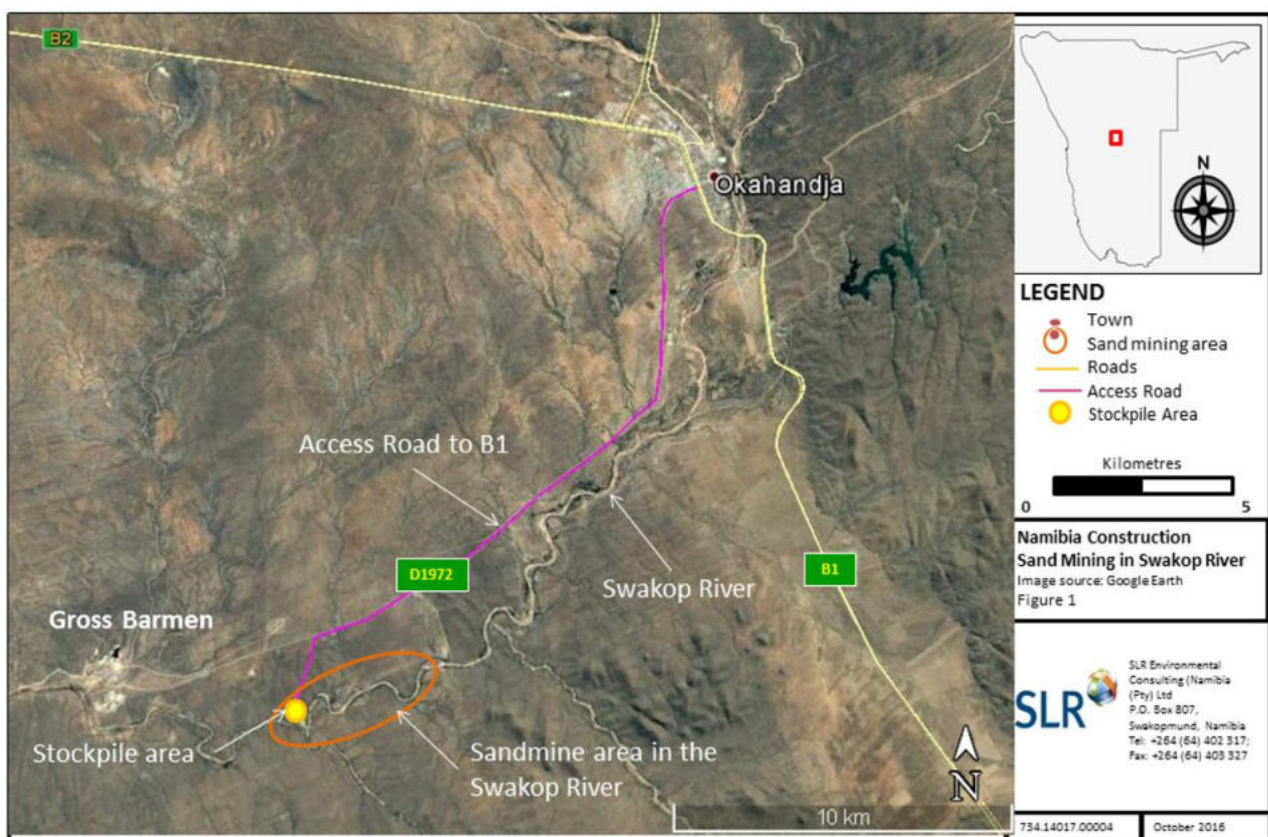 B2
Okahandja
Access Road to B1
D1972
B1
Swakop River
Gross Barmen
Stockpile area
Sandmine area in the
Swakop River
N
10 km
N
LEGEND
Town
Sand mining area
Roads
Access Road
Stockpile Area
Kilometres
0 5
Namibia Construction
Sand Mining in Swakop River
Image source: Google Earth
Figure 1
SLR
SLR Environmental
Consulting (Namibia
(Pty) Ltd
P.O. Box 807,
Swakopmund, Namibia
Tel: +264 (64) 402 317;
Fax: +264 (64) 403 327
734.14017.00004 October 2016